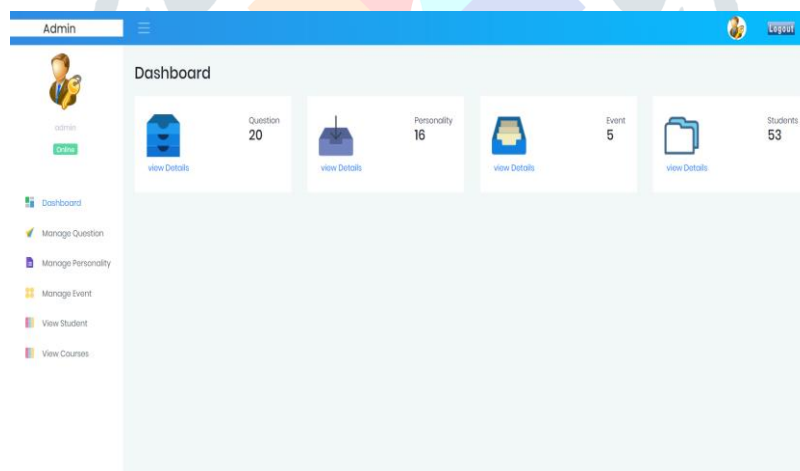 Admin
Logout
admin
Online
Dashboard
Manage Question
Manage Personality
Manage Event
View Student
View Courses
Dashboard
Question
20
view Details
Personality
16
view Details
Event
5
view Details
Students
53
view Details